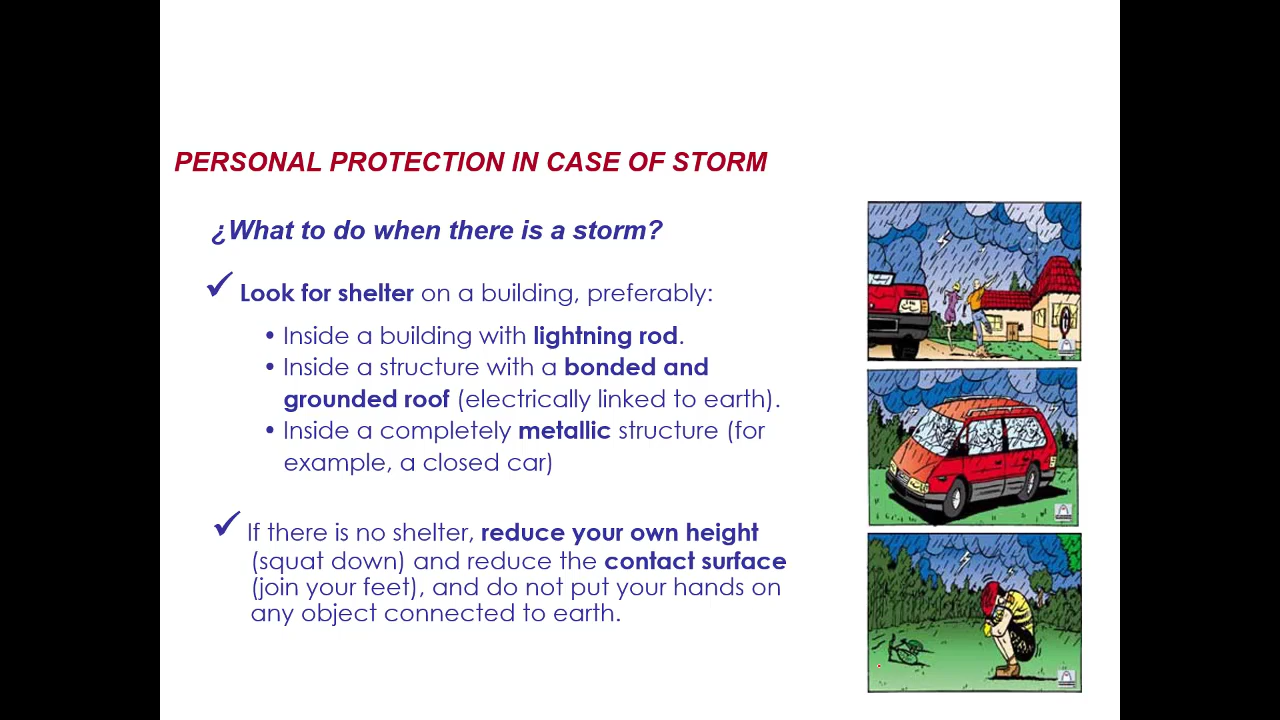 PERSONAL PROTECTION IN CASE OF STORM
¿What to do when there is a storm?
✓ Look for shelter on a building, preferably:
• Inside a building with lightning rod.
• Inside a structure with a bonded and
grounded roof (electrically linked to earth).
• Inside a completely metallic structure (for
example, a closed car)
✓ If there is no shelter, reduce your own height
(squat down) and reduce the contact surface
(join your feet), and do not put your hands on
any object connected to earth.